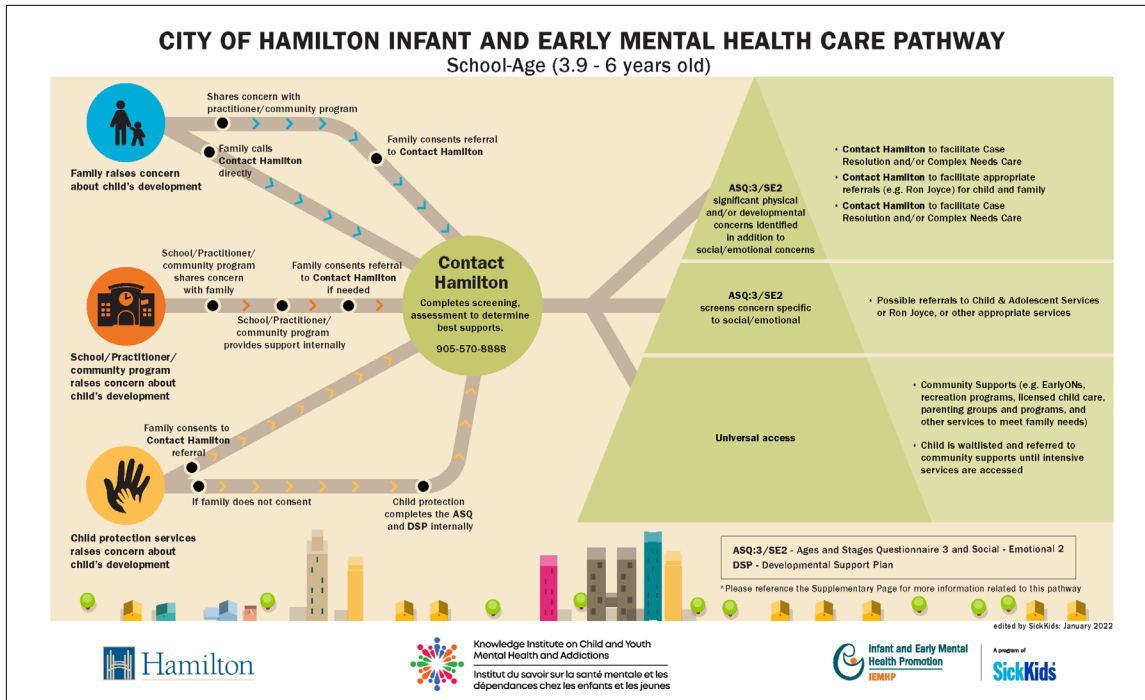 CITY OF HAMILTON INFANT AND EARLY MENTAL HEALTH CARE PATHWAY
School-Age (3.9 - 6 years old)
Shares concern with
practitioner/community program
Family calls
Contact Hamilton
directly
Family consents referral
to Contact Hamilton
Family raises concern
about child's development
School/Practitioner/
community program
shares concern
with family
Family consents referral
to Contact Hamilton
if needed
School/Practitioner/
community program
provides support internally
School/Practitioner/
community program
raises concern about
child's development
Family consents to
Contact Hamilton
referral
If family does not consent
Child protection
completes the ASQ
and DSP internally
Child protection services
raises concern about
child's development
Contact
Hamilton
Completes screening,
assessment to determine
best supports.
905-570-8888
ASQ:3/SE2
significant physical
and/or developmental
concerns identified
in addition to
social/emotional concerns
• Contact Hamilton to facilitate Case
Resolution and/or Complex Needs Care
• Contact Hamilton to facilitate appropriate
referrals (e.g. Ron Joyce) for child and family
• Contact Hamilton to facilitate Case
Resolution and/or Complex Needs Care
ASQ:3/SE2
screens concern specific
to social/emotional
• Possible referrals to Child & Adolescent Services
or Ron Joyce, or other appropriate services
Universal access
• Community Supports (e.g. EarlyONs,
recreation programs, licensed child care,
parenting groups and programs, and
other services to meet family needs)
• Child is waitlisted and referred to
community supports until intensive
services are accessed
ASQ:3/SE2 - Ages and Stages Questionnaire 3 and Social - Emotional 2
DSP - Developmental Support Plan
*Please reference the Supplementary Page for more information related to this pathway
edited by SickKids: January 2022
Hamilton
Knowledge Institute on Child and Youth
Mental Health and Addictions
Institut du savoir sur la santé mentale et les
dépendances chez les enfants et les jeunes
Infant and Early Mental
Health Promotion
IEMHP
A program of
SickKids